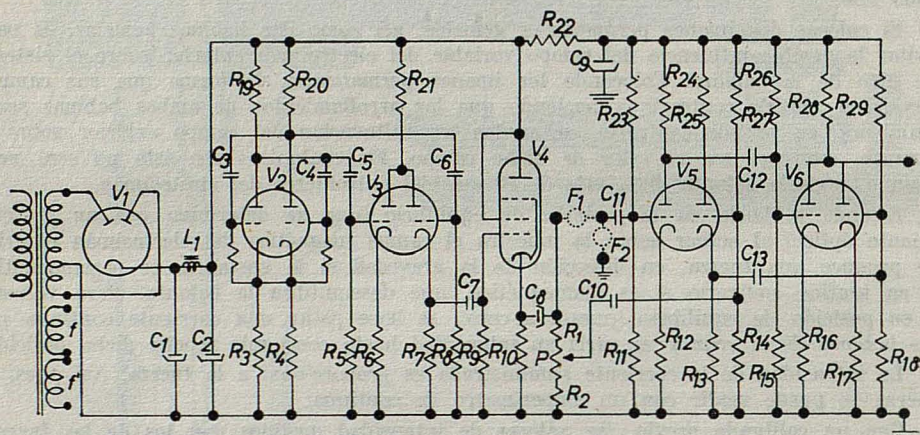 R22
C9
R19 R20 R21 R24 R26 R28 R29
R23 R25 R27
C3 C4 C5 C6 V4
V1 V2 V3 F1 C11 V5 C12 V6
F2
L1
C7 C10 C13
C8
f C1 C2 R3 R4 R5 R6 R7 R8 R9 R10 P R1 R11 R12 R13 R14 R15 R16 R17 R18
f R2